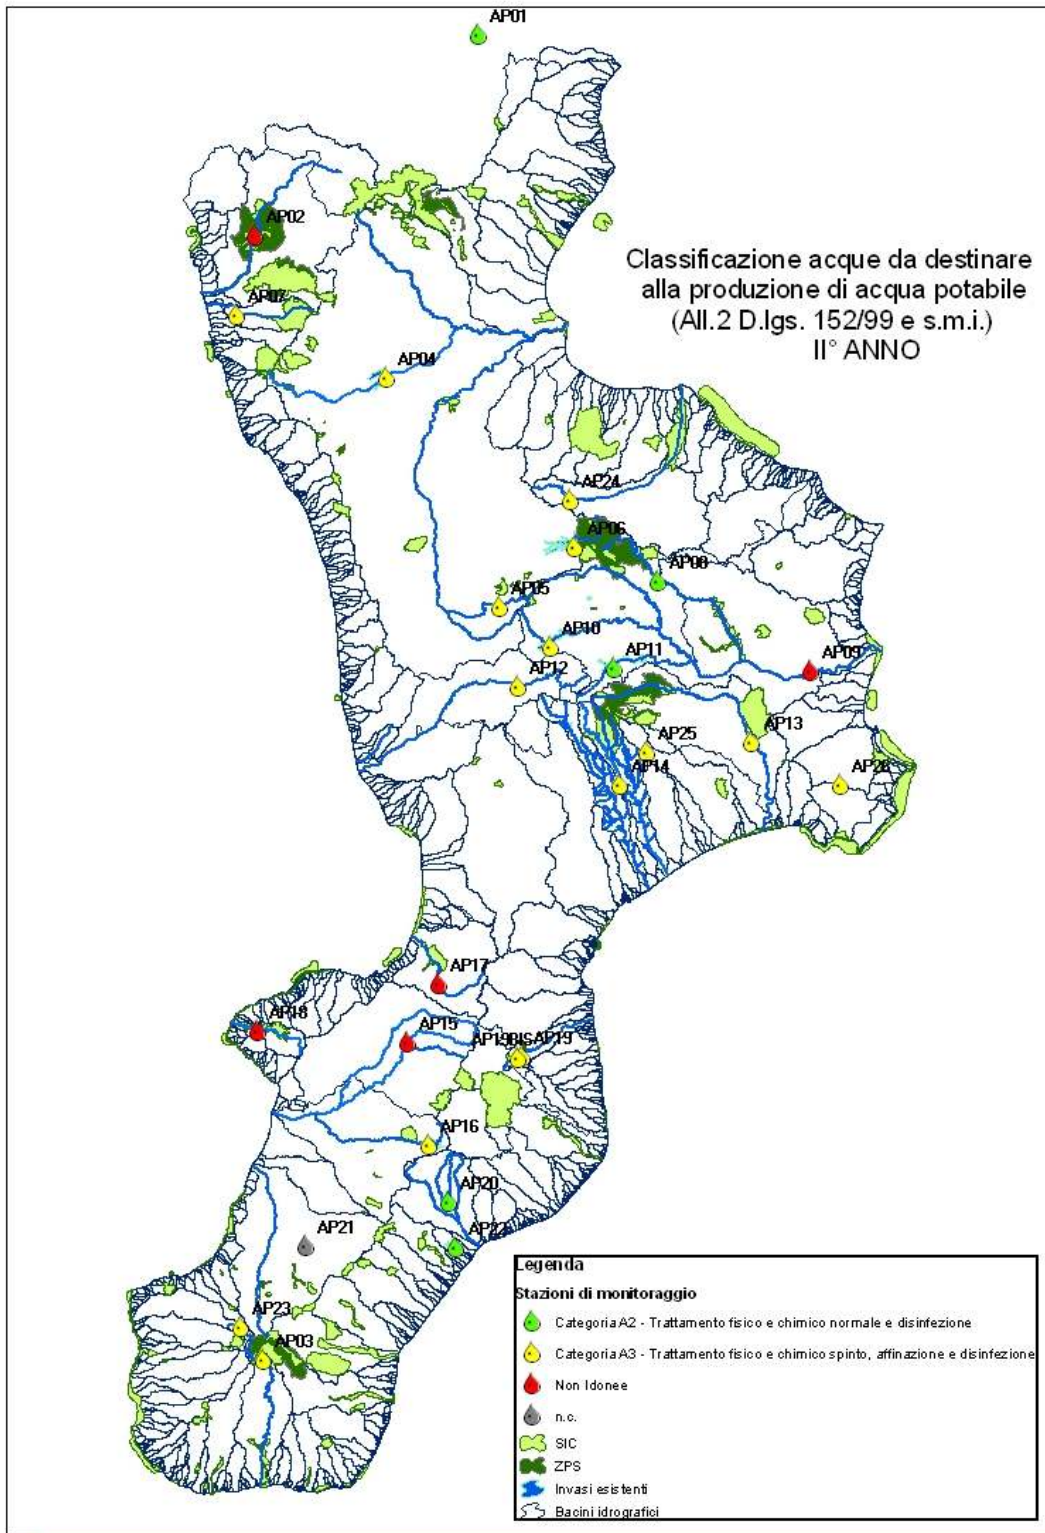 AP01
AP02
Classificazione acque da destinare
alla produzione di acqua potabile
(All.2 D.lgs. 152/99 e s.m.i.)
II° ANNO
AP07
AP04
AP24
AP06
AP08
AP05
AP10
AP11
AP09
AP12
AP13
AP25
AP14
AP26
AP17
AP18
AP15
AP19BIS
AP19
AP16
AP20
AP21
AP22
AP23
AP03
Legenda
Stazioni di monitoraggio
Categoria A2 - Trattamento fisico e chimico normale e disinfezione
Categoria A3 - Trattamento fisico e chimico spinto, affinazione e disinfezione
Non Idonee
n.c.
SIC
ZPS
Invasi esistenti
Bacini idrografici